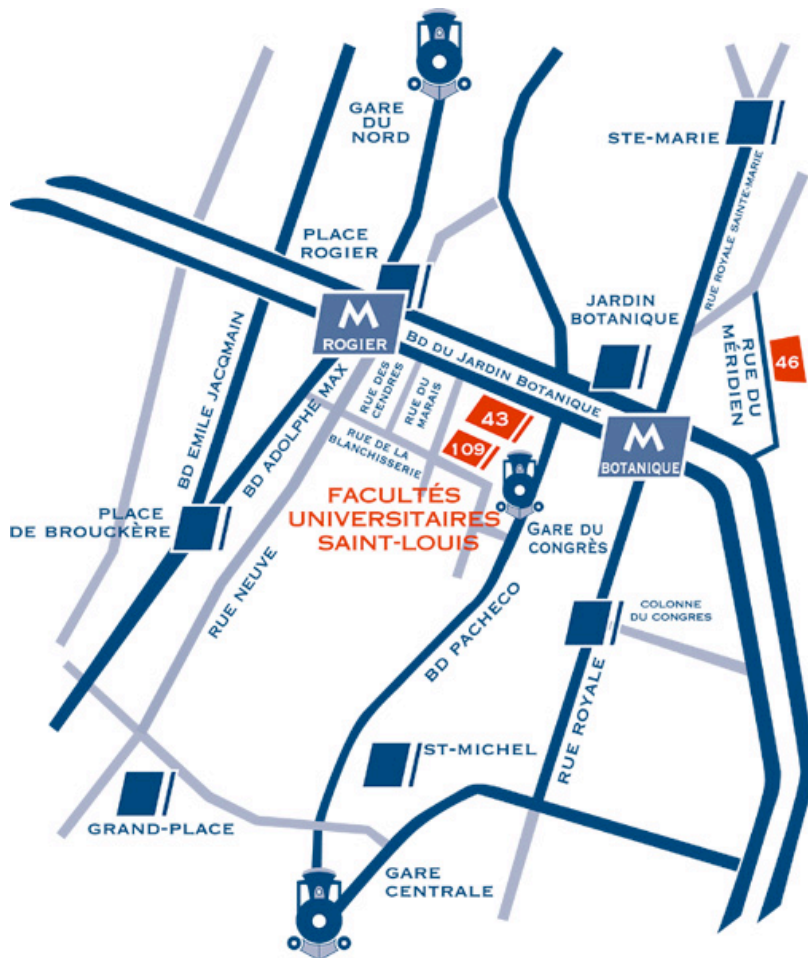 GARE
DU
NORD
STE-MARIE
RUE ROYALE SAINTE-MARIE
PLACE
ROGIER
JARDIN
BOTANIQUE
M
ROGIER
BD DU JARDIN BOTANIQUE
RUE DU
MÉRIDIEN
46
BD EMILE JACQMAIN
BD ADOLPHE MAX
RUE DES
CENDRES
RUE DU
MARAIS
43
109
RUE DE LA
BLANCHISSERIE
M
BOTANIQUE
FACULTÉS
UNIVERSITAIRES
SAINT-LOUIS
PLACE
DE BROUCKÈRE
GARE DU
CONGRÈS
RUE NEUVE
BD PACHECO
COLONNE
DU CONGRES
RUE ROYALE
ST-MICHEL
GRAND-PLACE
GARE
CENTRALE